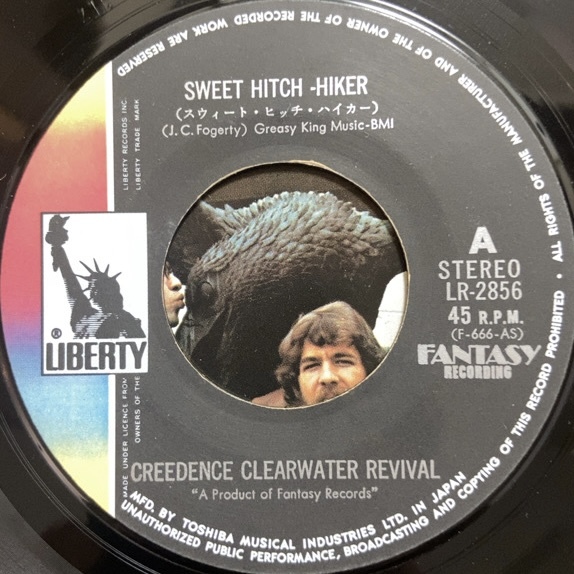 SWEET HITCH -HIKER
(スウィート・ヒッチ・ハイカー)
(J.C.Fogerty) Greasy King Music-BMI
LIBERTY RECORDS INC.
LIBERTY TRADE MARK
®
LIBERTY
MADE UNDER LICENCE FROM
OWNERS OF THE
A
STEREO
LR-2856
45 R.P.M.
(F-666-AS)
FANTASY
RECORDING
CREEDENCE CLEARWATER REVIVAL
"A Product of Fantasy Records"
MFD. BY TOSHIBA MUSICAL INDUSTRIES LTD. IN JAPAN
ALL RIGHTS OF THE MANUFACTURER AND OF THE OWNER OF THE RECORDED WORK ARE RESERVED
UNAUTHORIZED PUBLIC PERFORMANCE, BROADCASTING AND COPYING OF THIS RECORD PROHIBITED •